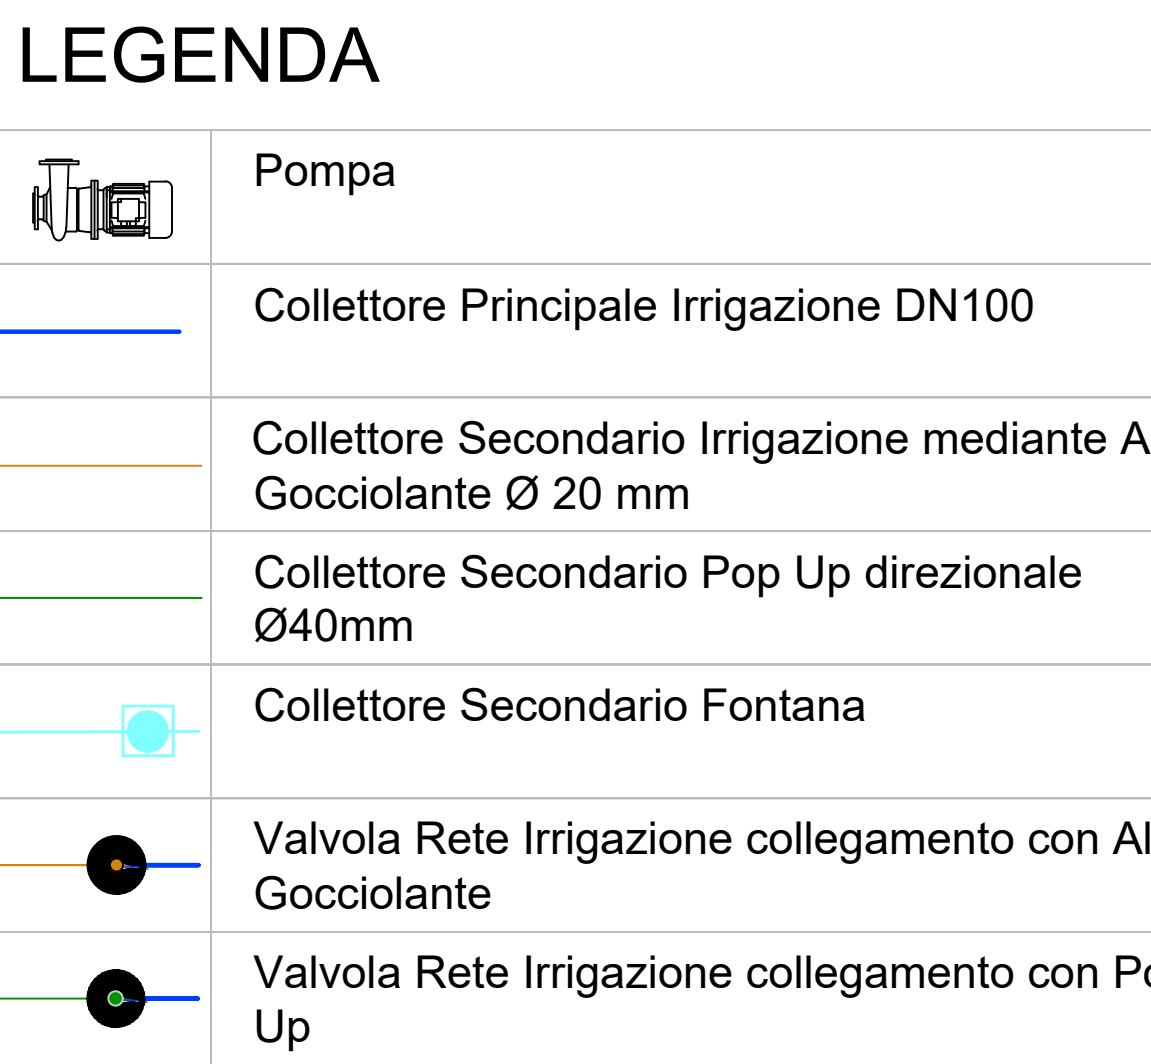 LEGENDA
Pompa
Collettore Principale Irrigazione DN100
Collettore Secondario Irrigazione mediante
Gocciolante Ø 20 mm
Collettore Secondario Pop Up direzionale
Ø40mm
Collettore Secondario Fontana
Valvola Rete Irrigazione collegamento con
Gocciolante
Valvola Rete Irrigazione collegamento con
Up